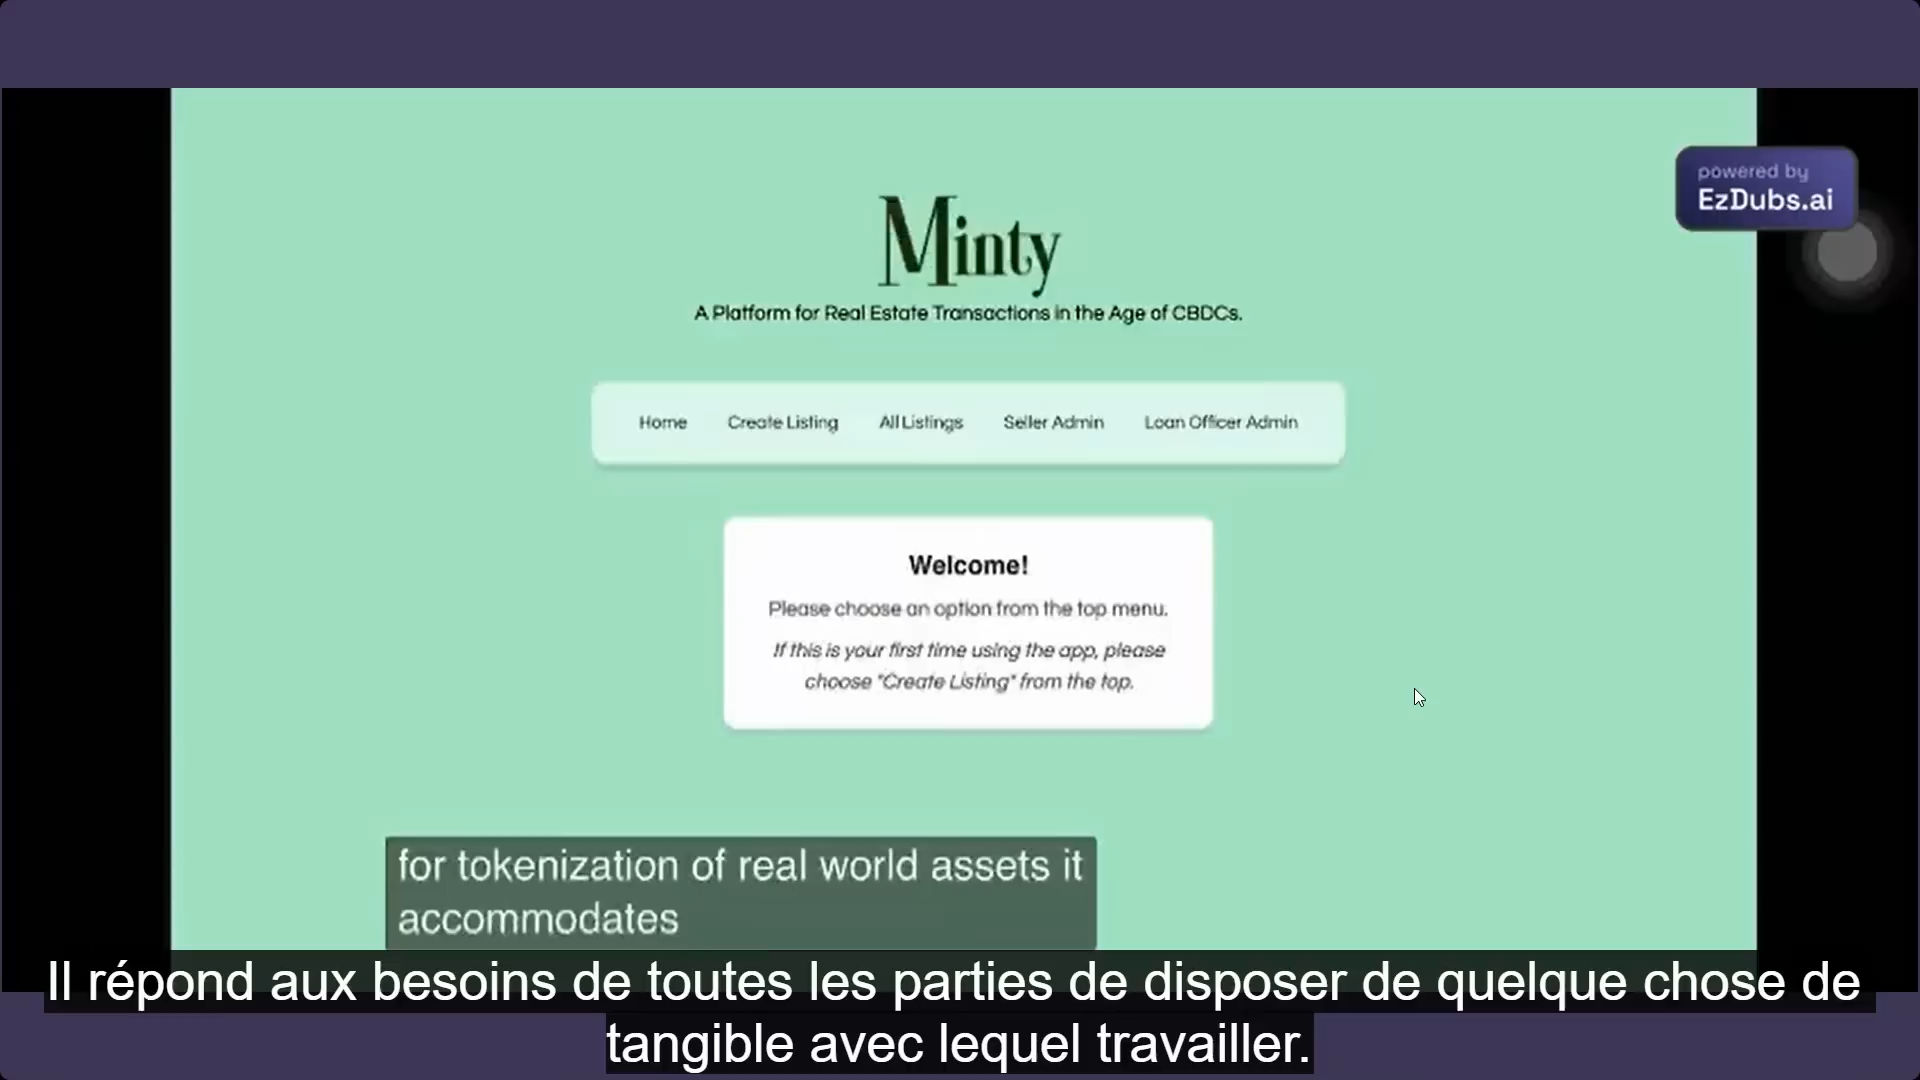 powered by
EzDubs.ai
Minty
A Platform for Real Estate Transactions in the Age of CBDCs.
Home Create Listing All Listings Seller Admin Loan Officer Admin
Welcome!
Please choose an option from the top menu.
If this is your first time using the app, please
choose "Create Listing" from the top.
for tokenization of real world assets it
accommodates
Il répond aux besoins de toutes les parties de disposer de quelque chose de
tangible avec lequel travailler.